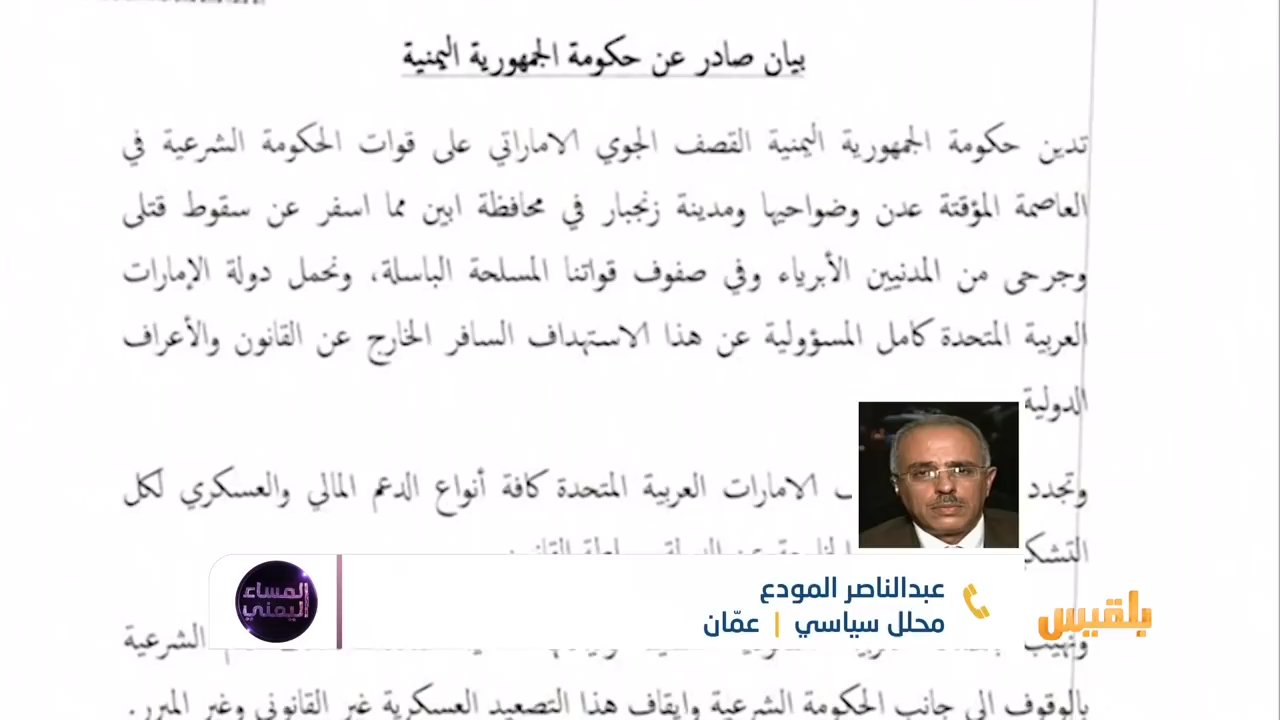 بيان صادر عن حكومة الجمهورية اليمنية
تدين حكومة الجمهورية اليمنية القصف الجوي الاماراتي على قوات الحكومة الشرعية في
العاصمة المؤقتة عدن وضواحيها ومدينة زنجبار في محافظة ابين مما اسفر عن سقوط قتلى
وجرحى من المدنيين الأبرياء وفي صفوف قواتنا المسلحة الباسلة، ونحمل دولة الإمارات
العربية المتحدة كامل المسؤولية عن هذا الاستهداف السافر الخارج عن القانون والأعراف
الدولية
وتجدد الامارات العربية المتحدة كافة أنواع الدعم المالي والعسكري لكل
عبدالناصر المودع
محلل سياسي | عمّان
المساء اليمني
بلقيس
الشرعية
بالوقوف الى جانب الحكومة الشرعية وايقاف هذا التصعيد العسكرية غير القانوني وغير المبرر.